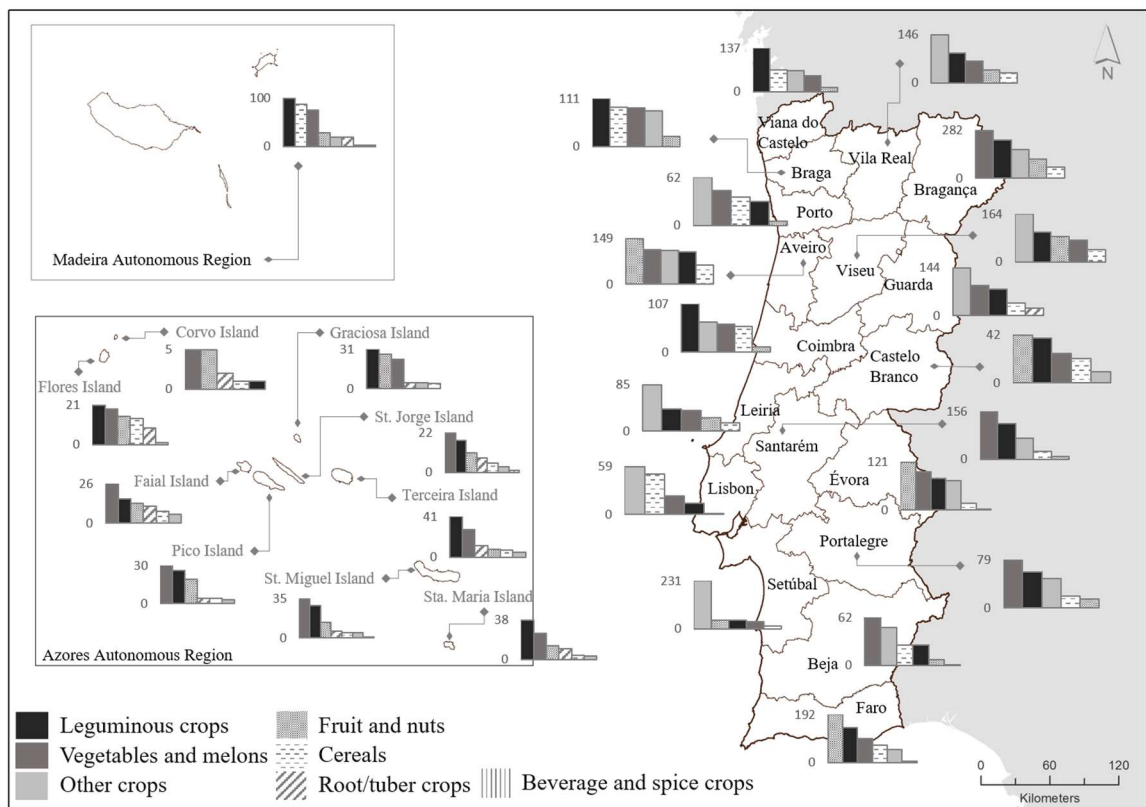 100
0
Madeira Autonomous Region
137
0
146
0
N
111
0
Viana do
Castelo
Vila Real
282
0
Bragança
Braga
62
0
Porto
164
0
149
0
Aveiro
Viseu
144
0
Guarda
107
0
Coimbra
Castelo
Branco
42
0
85
0
Leiria
Santarém
156
0
59
0
Lisbon
Évora
121
0
Portalegre
79
0
231
0
Setúbal
62
0
Beja
192
0
Faro
Corvo Island
5
0
Graciosa Island
31
0
Flores Island
21
0
St. Jorge Island
22
0
Faial Island
26
0
Terceira Island
41
0
Pico Island
30
0
St. Miguel Island
35
0
Sta. Maria Island
38
0
Azores Autonomous Region
Leguminous crops
Vegetables and melons
Other crops
Fruit and nuts
Cereals
Root/tuber crops
Beverage and spice crops
0 60 120
Kilometers